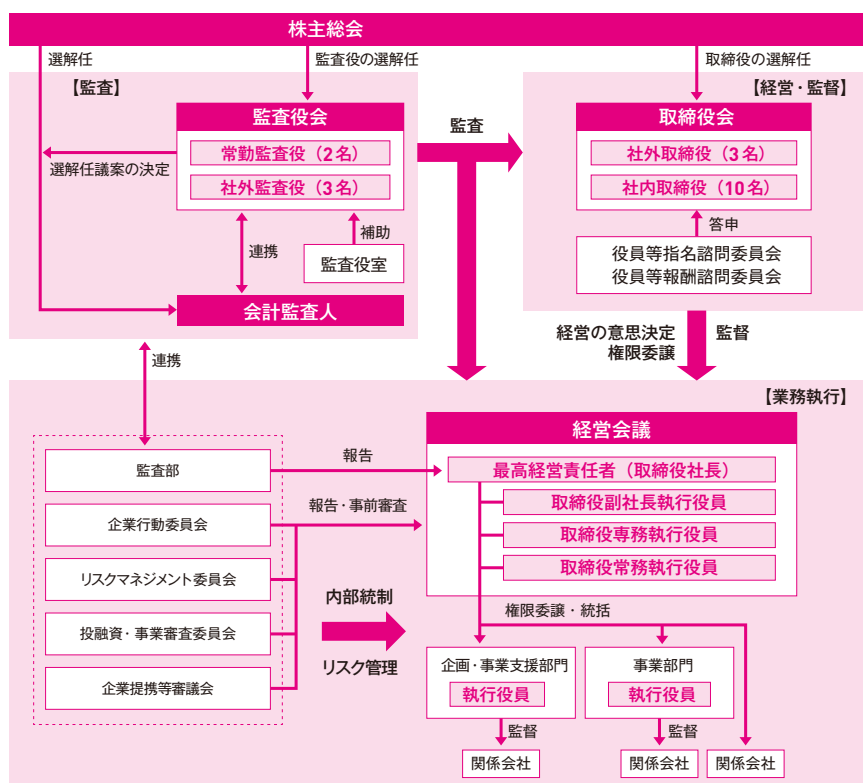 株主総会
選解任
監査役の選解任
取締役の選解任
【監査】
【経営・監督】
監査役会
常勤監査役（2名）
社外監査役（3名）
監査
取締役会
社外取締役（3名）
社内取締役（10名）
選解任議案の決定
連携
補助
監査役室
答申
役員等指名諮問委員会
役員等報酬諮問委員会
会計監査人
経営の意思決定
権限委譲
監督
連携
【業務執行】
経営会議
監査部
報告
最高経営責任者（取締役社長）
取締役副社長執行役員
取締役専務執行役員
取締役常務執行役員
企業行動委員会
報告・事前審査
リスクマネジメント委員会
投融資・事業審査委員会
企業提携等審議会
内部統制
リスク管理
権限委譲・統括
企画・事業支援部門
執行役員
事業部門
執行役員
監督
監督
関係会社
関係会社
関係会社